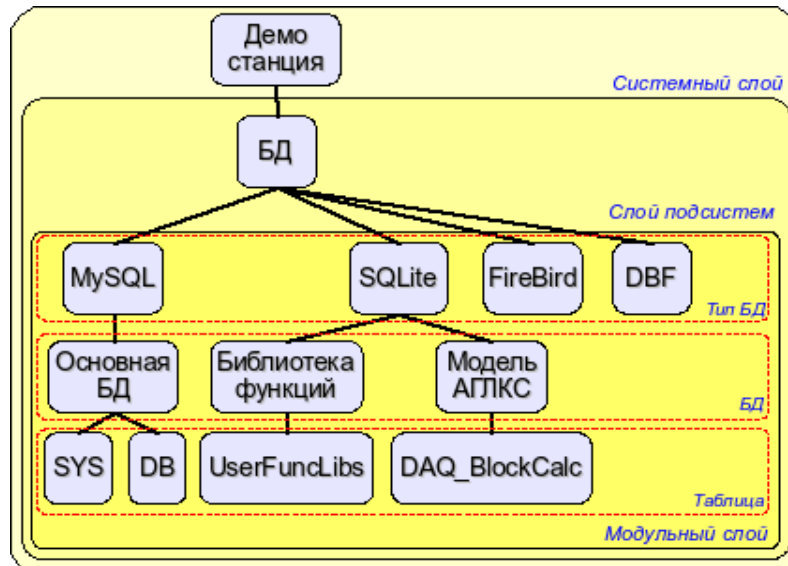 Демо
станция
Системный слой
БД
Слой подсистем
MySQL
SQLite
FireBird
DBF
Тип БД
Основная
БД
Библиотека
функций
Модель
АГЛКС
БД
SYS
DB
UserFuncLibs
DAQ_BlockCalc
Таблица
Модульный слой